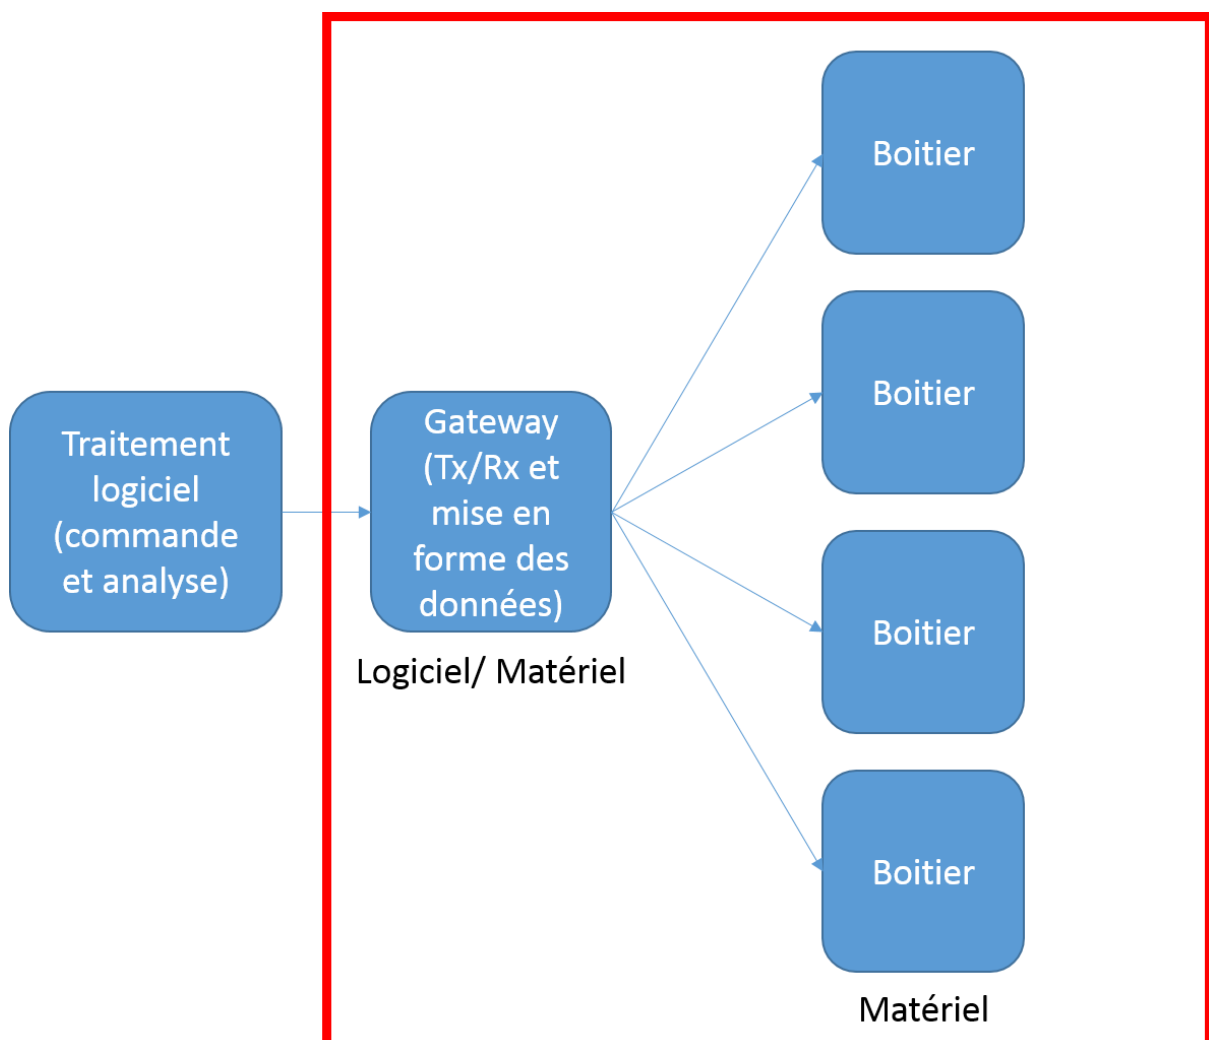 Traitement
logiciel
(commande
et analyse)
Gateway
(Tx/Rx et
mise en
forme des
données)
Logiciel/ Matériel
Boitier
Boitier
Boitier
Boitier
Matériel